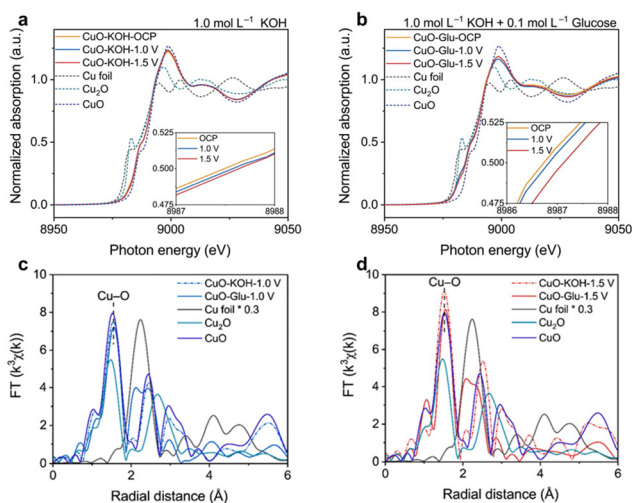 a
1.0 mol L⁻¹ KOH
CuO-KOH-OCP
CuO-KOH-1.0 V
CuO-KOH-1.5 V
Cu foil
Cu₂O
CuO
Normalized absorption (a.u.)
1.0
0.5
0.0
0.525
0.500
0.475
OCP
1.0 V
1.5 V
8987
8988
8950
9000
9050
Photon energy (eV)
b
1.0 mol L⁻¹ KOH + 0.1 mol L⁻¹ Glucose
CuO-Glu-OCP
CuO-Glu-1.0 V
CuO-Glu-1.5 V
Cu foil
Cu₂O
CuO
Normalized absorption (a.u.)
1.0
0.5
0.0
0.525
0.500
0.475
OCP
1.0 V
1.5 V
8986
8987
8988
8950
9000
9050
Photon energy (eV)
c
Cu–O
CuO-KOH-1.0 V
CuO-Glu-1.0 V
Cu foil * 0.3
Cu₂O
CuO
FT (k³χ(k))
10
8
6
4
2
0
0 1 2 3 4 5 6
Radial distance (Å)
d
Cu–O
CuO-KOH-1.5 V
CuO-Glu-1.5 V
Cu foil * 0.3
Cu₂O
CuO
FT (k³χ(k))
10
8
6
4
2
0
0 2 4 6
Radial distance (Å)